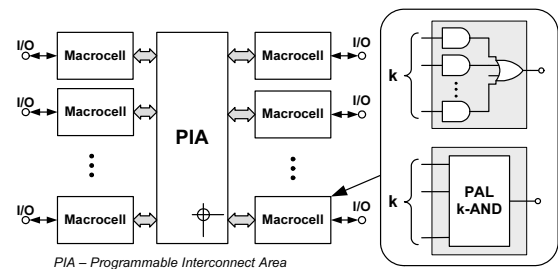 I/O Macrocell Macrocell I/O
I/O Macrocell PIA Macrocell I/O
I/O Macrocell Macrocell I/O
PIA – Programmable Interconnect Area
k
k
PAL
k-AND